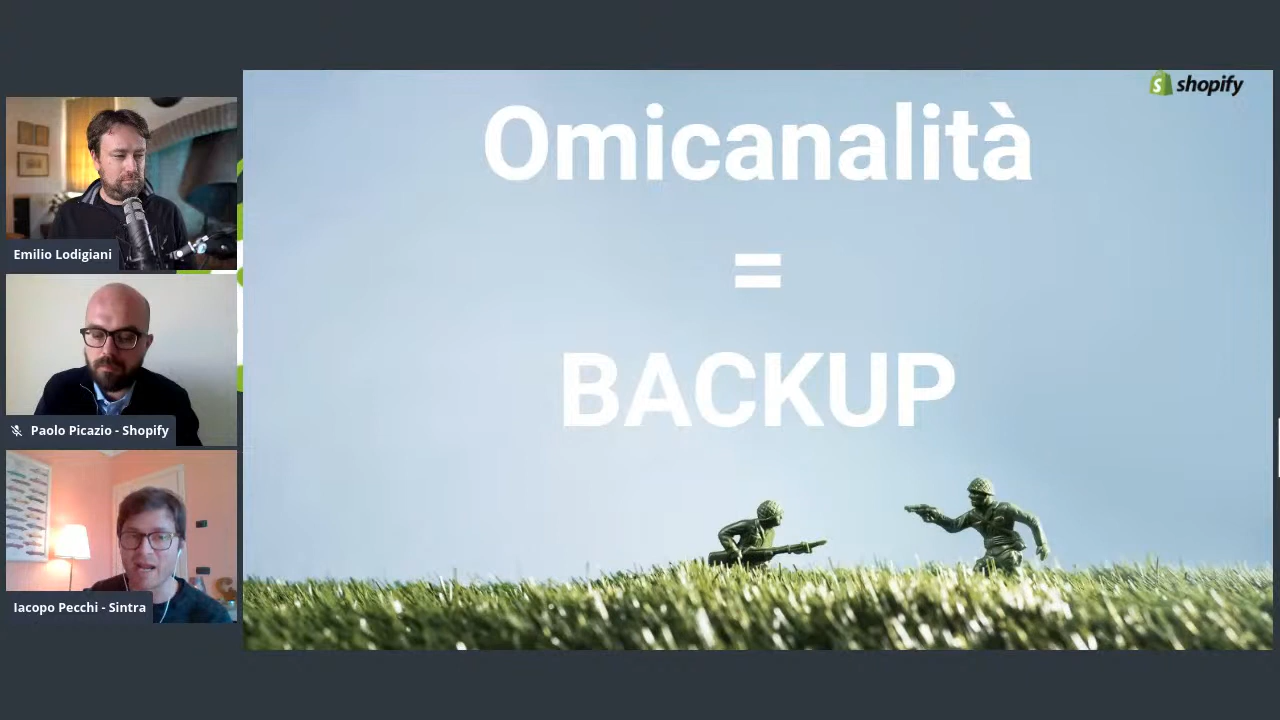 shopify
Omicanalità
=
BACKUP
Emilio Lodigiani
Paolo Picazio - Shopify
Iacopo Pecchi - Sintra